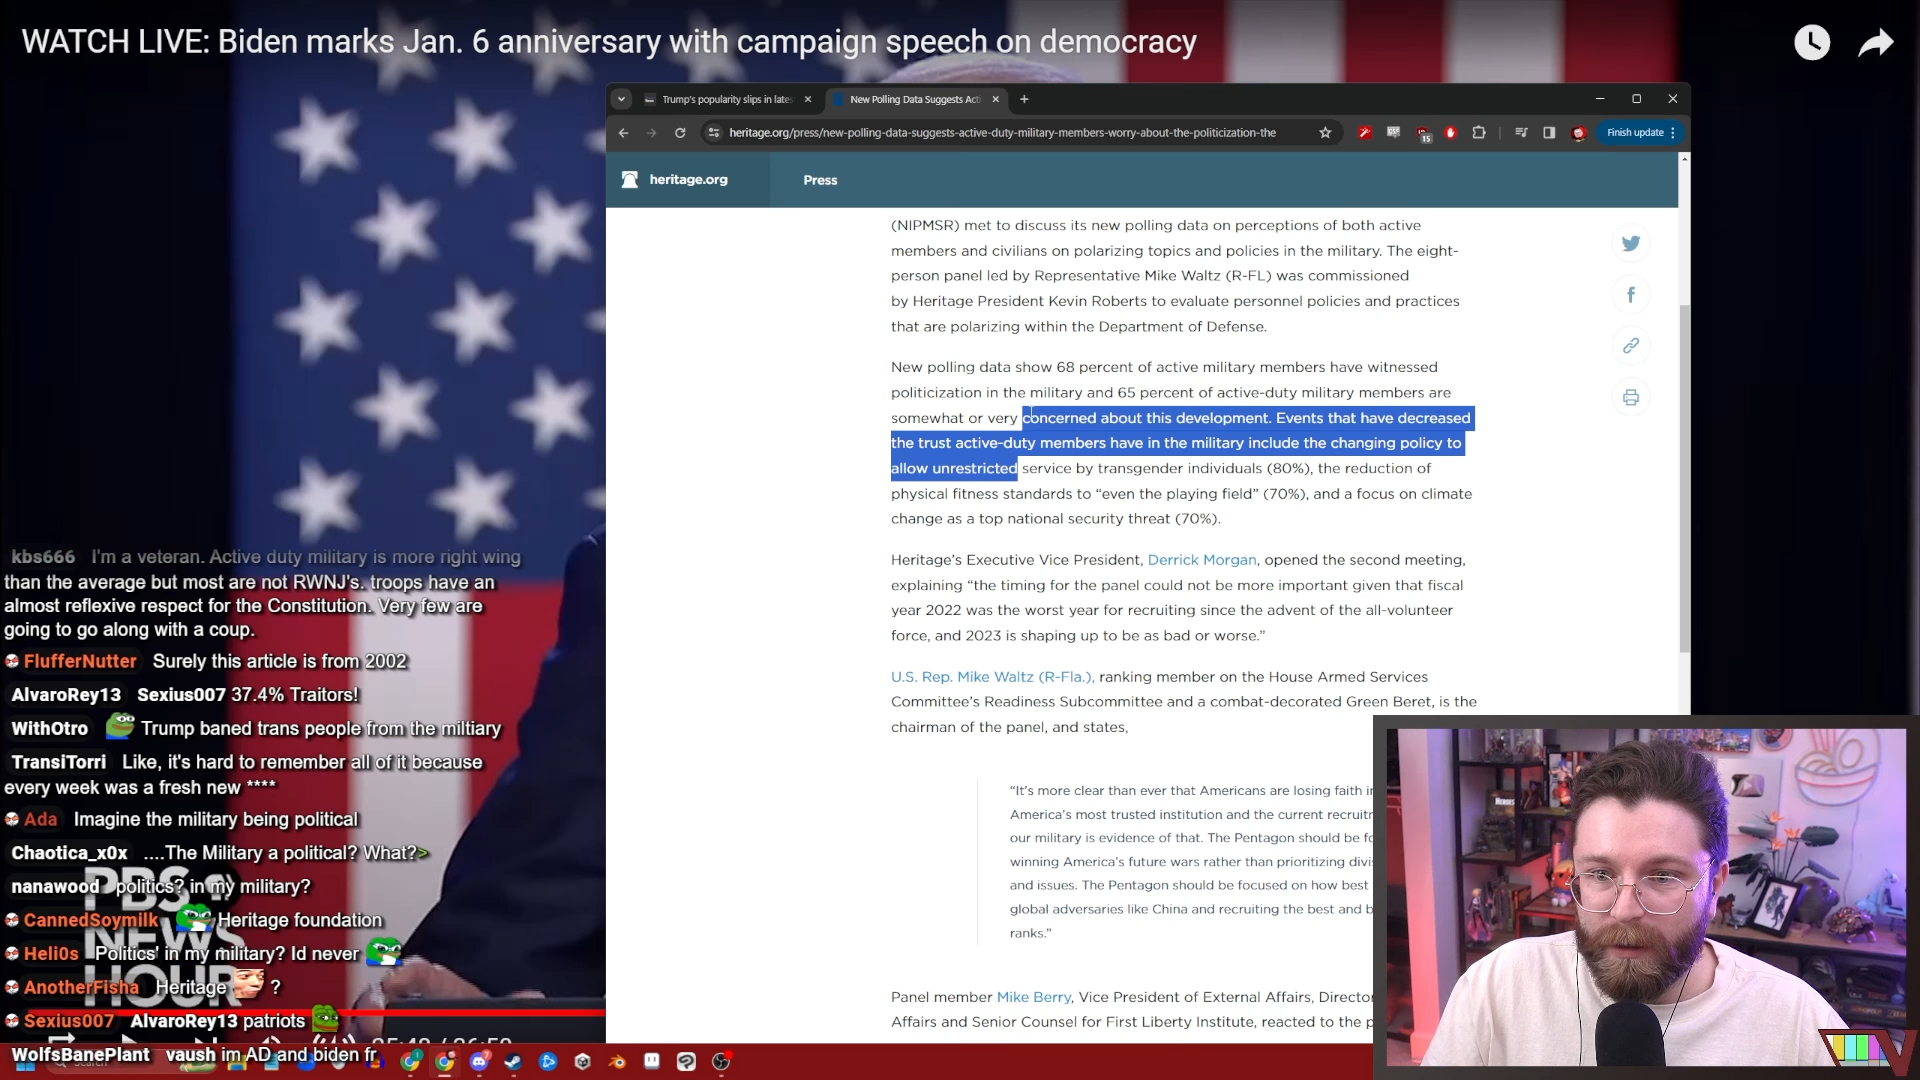 WATCH LIVE: Biden marks Jan. 6 anniversary with campaign speech on democracy
Trump's popularity slips in lates
New Polling Data Suggests Acti
heritage.org/press/new-polling-data-suggests-active-duty-military-members-worry-about-the-politicization-the
15
Finish update
heritage.org
Press
(NIPMSR) met to discuss its new polling data on perceptions of both active
members and civilians on polarizing topics and policies in the military. The eight-
person panel led by Representative Mike Waltz (R-FL) was commissioned
by Heritage President Kevin Roberts to evaluate personnel policies and practices
that are polarizing within the Department of Defense.
New polling data show 68 percent of active military members have witnessed
politicization in the military and 65 percent of active-duty military members are
somewhat or very concerned about this development. Events that have decreased
the trust active-duty members have in the military include the changing policy to
allow unrestricted service by transgender individuals (80%), the reduction of
physical fitness standards to “even the playing field” (70%), and a focus on climate
change as a top national security threat (70%).
Heritage’s Executive Vice President, Derrick Morgan, opened the second meeting,
explaining “the timing for the panel could not be more important given that fiscal
year 2022 was the worst year for recruiting since the advent of the all-volunteer
force, and 2023 is shaping up to be as bad or worse.”
U.S. Rep. Mike Waltz (R-Fla.), ranking member on the House Armed Services
Committee’s Readiness Subcommittee and a combat-decorated Green Beret, is the
chairman of the panel, and states,
“It’s more clear than ever that Americans are losing faith in
America’s most trusted institution and the current recruitm
our military is evidence of that. The Pentagon should be fo
winning America’s future wars rather than prioritizing divis
and issues. The Pentagon should be focused on how best
global adversaries like China and recruiting the best and b
ranks.”
Panel member Mike Berry, Vice President of External Affairs, Director
Affairs and Senior Counsel for First Liberty Institute, reacted to the p
kbs666 I'm a veteran. Active duty military is more right wing
than the average but most are not RWNJ's. troops have an
almost reflexive respect for the Constitution. Very few are
going to go along with a coup.
FlufferNutter Surely this article is from 2002
AlvaroRey13 Sexius007 37.4% Traitors!
WithOtro Trump baned trans people from the miltiary
TransiTorri Like, it's hard to remember all of it because
every week was a fresh new ****
Ada Imagine the military being political
Chaotica_x0x ....The Military a political? What?>
nanawood politics? in my military?
CannedSoymilk Heritage foundation
Heli0s Politics' in my military? Id never
AnotherFisha Heritage ?
Sexius007 AlvaroRey13 patriots
WolfsBanePlant vaush im AD and biden fr
PBS
NEWS
HOUR
Search